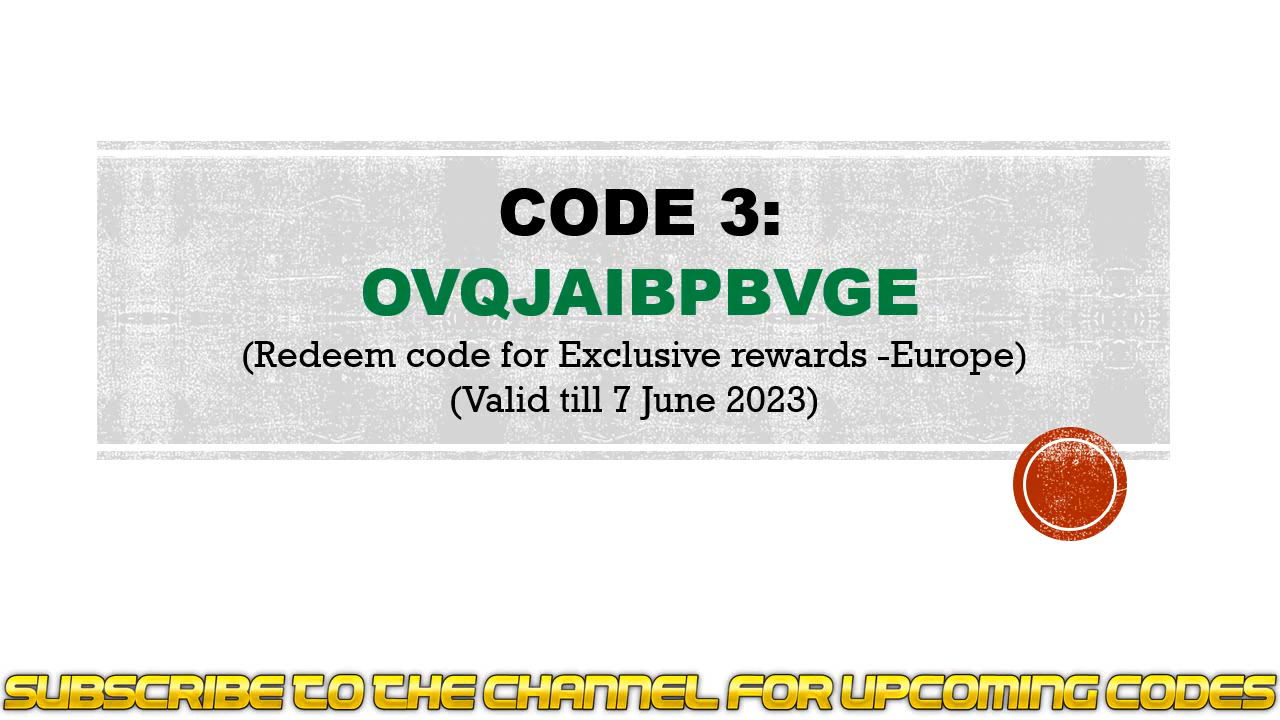 CODE 3:
OVQJAIBPBVGE
(Redeem code for Exclusive rewards -Europe)
(Valid till 7 June 2023)
SUBSCRIBE TO THE CHANNEL FOR UPCOMING CODES